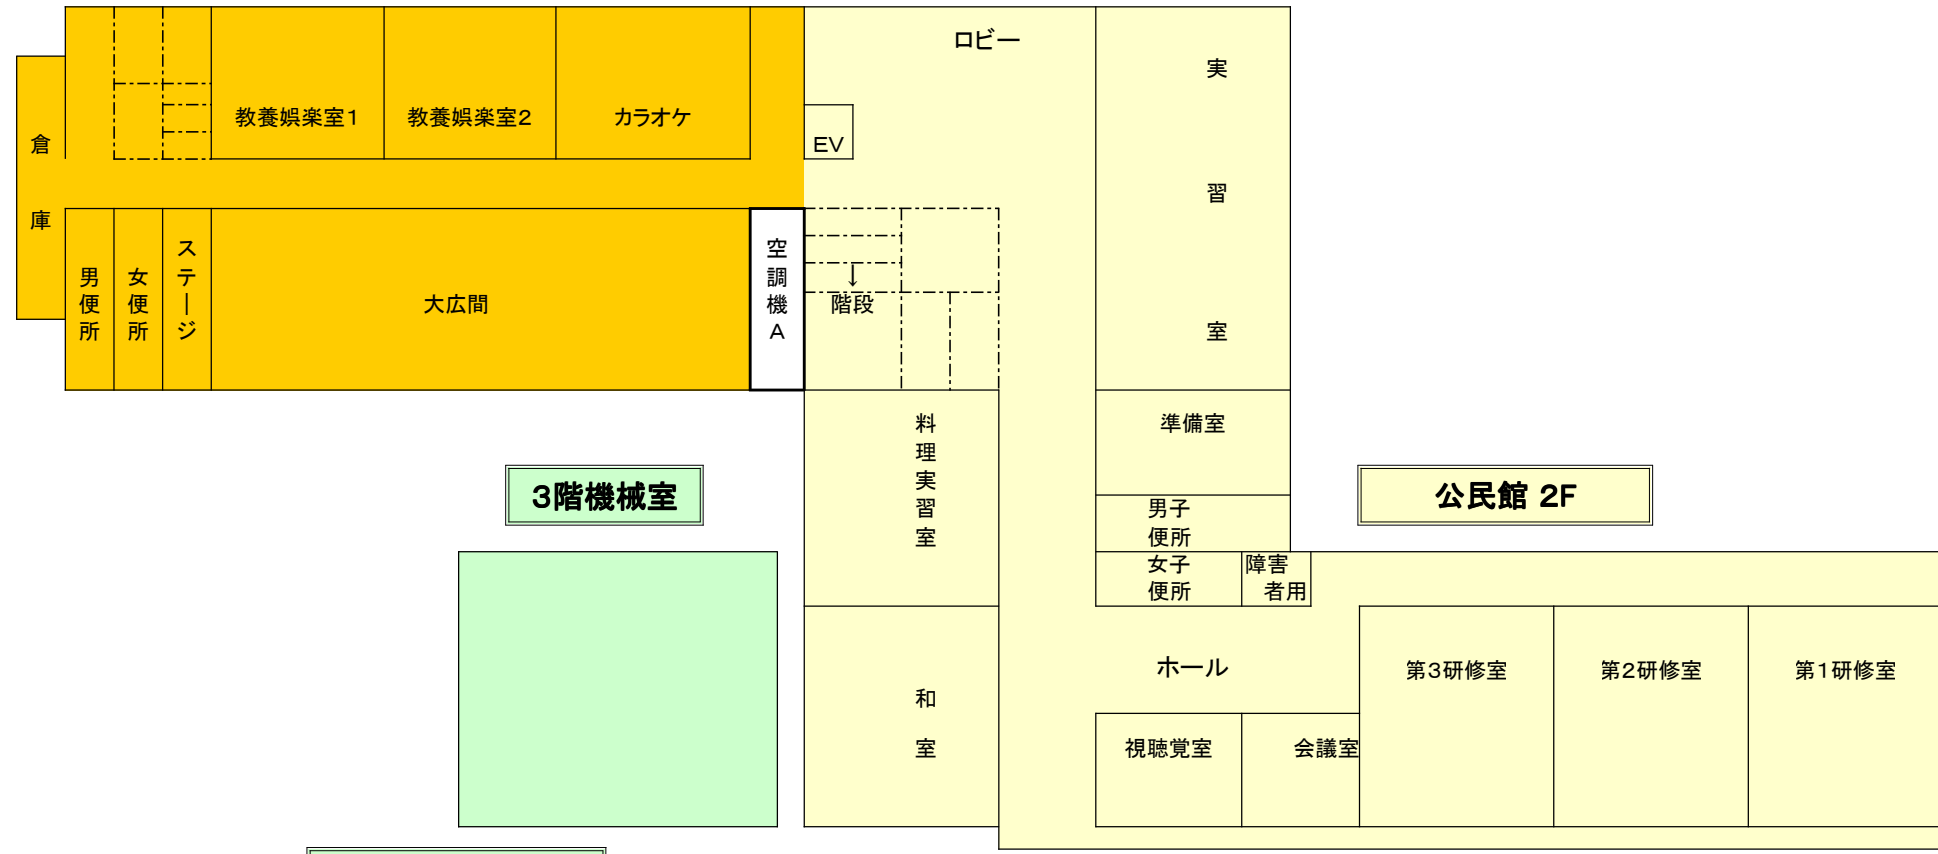 ロビー
実習室
教養娯楽室1
教養娯楽室2
カラオケ
EV
倉庫
男便所
女便所
ステージ
大広間
空調機A
↓
階段
料理実習室
準備室
3階機械室
公民館 2F
男子
便所
女子
便所
障害
者用
ホール
第3研修室
第2研修室
第1研修室
和室
視聴覚室
会議室